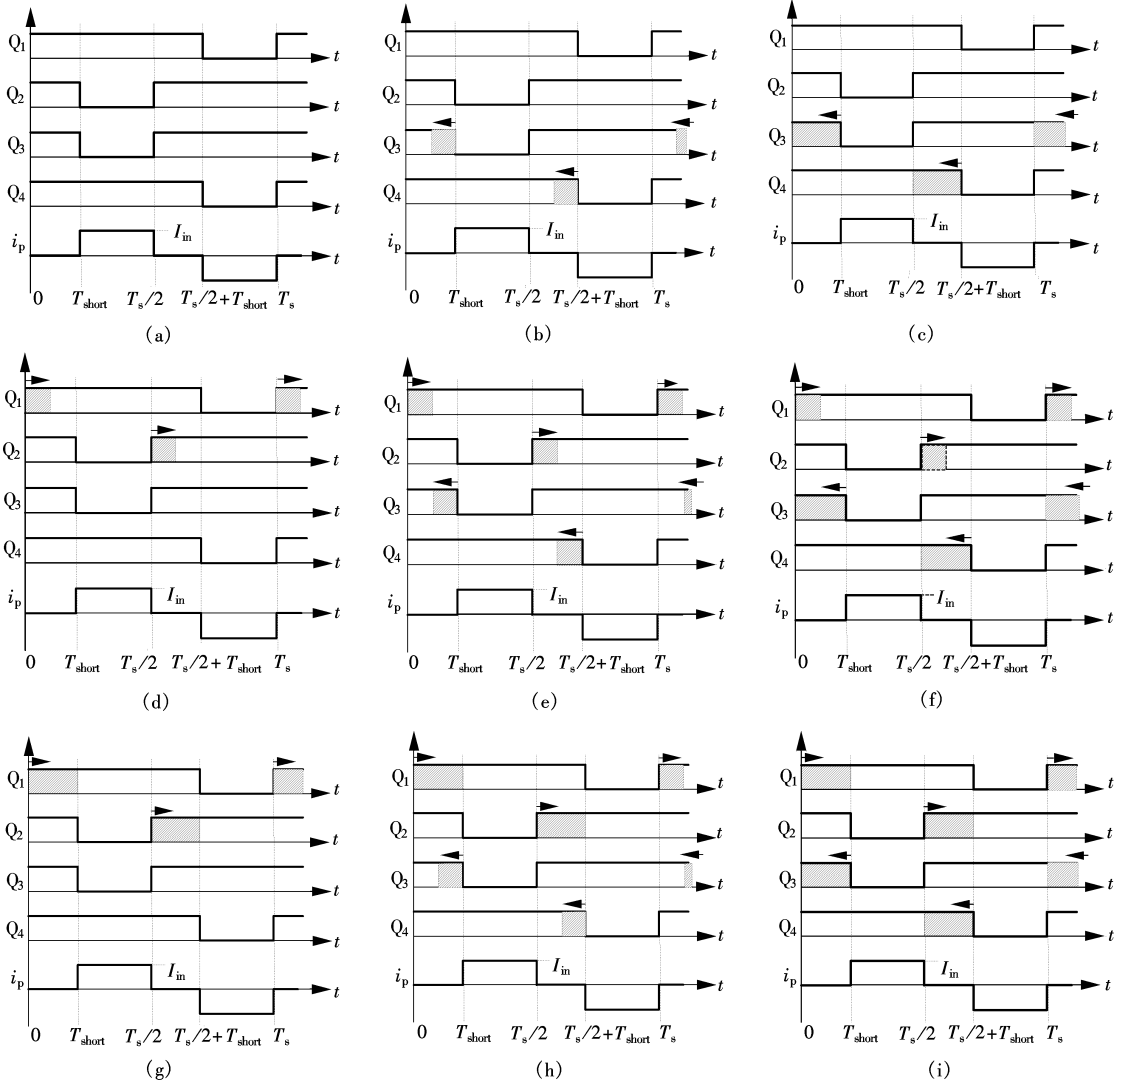 Q1 t
Q2 t
Q3 t
Q4 t
ip Iin t
0 Tshort Ts/2 Ts/2+Tshort Ts
(a)
Q1 t
Q2 t
Q3 t
Q4 t
ip Iin t
0 Tshort Ts/2 Ts/2+Tshort Ts
(b)
Q1 t
Q2 t
Q3 t
Q4 t
ip Iin t
0 Tshort Ts/2 Ts/2+Tshort Ts
(c)
Q1 t
Q2 t
Q3 t
Q4 t
ip Iin t
0 Tshort Ts/2 Ts/2+Tshort Ts
(d)
Q1 t
Q2 t
Q3 t
Q4 t
ip Iin t
0 Tshort Ts/2 Ts/2+Tshort Ts
(e)
Q1 t
Q2 t
Q3 t
Q4 t
ip Iin t
0 Tshort Ts/2 Ts/2+Tshort Ts
(f)
Q1 t
Q2 t
Q3 t
Q4 t
ip Iin t
0 Tshort Ts/2 Ts/2+Tshort Ts
(g)
Q1 t
Q2 t
Q3 t
Q4 t
ip Iin t
0 Tshort Ts/2 Ts/2+Tshort Ts
(h)
Q1 t
Q2 t
Q3 t
Q4 t
ip Iin t
0 Tshort Ts/2 Ts/2+Tshort Ts
(i)